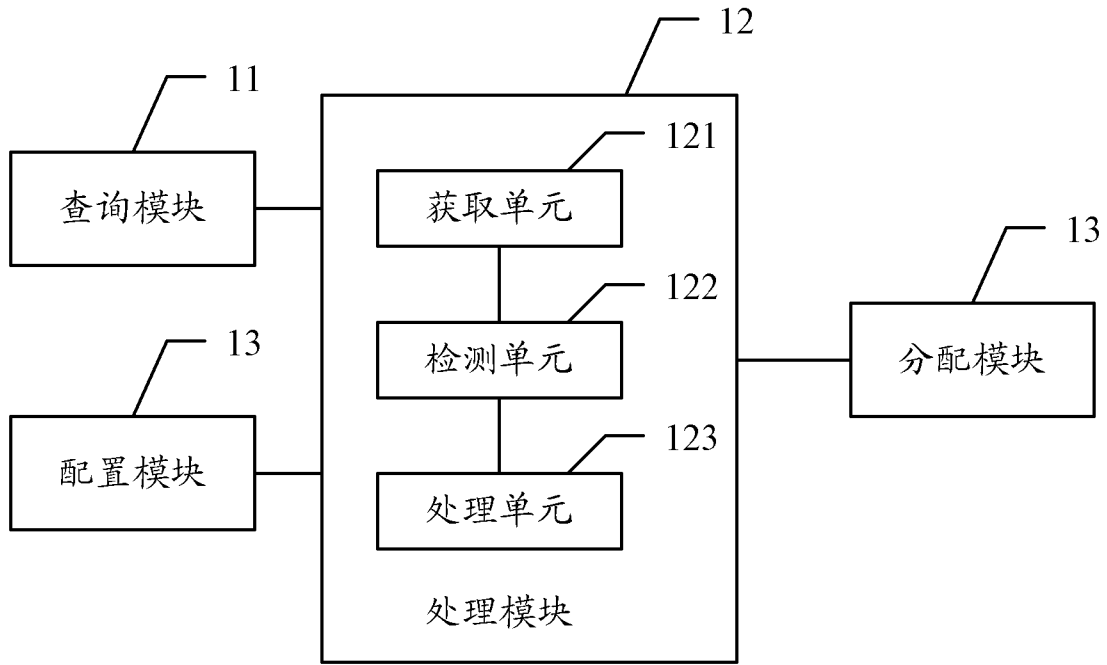 12
11
121
查询模块
获取单元
13
122
13
检测单元
分配模块
配置模块
123
处理单元
处理模块